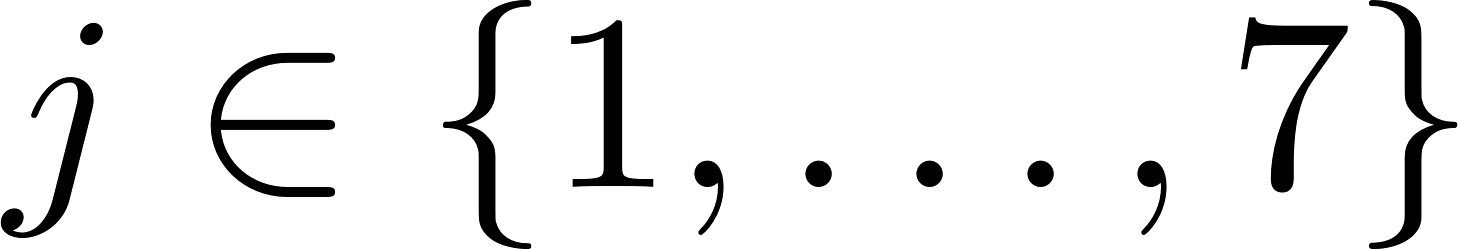 j ∈ {1, . . . , 7}